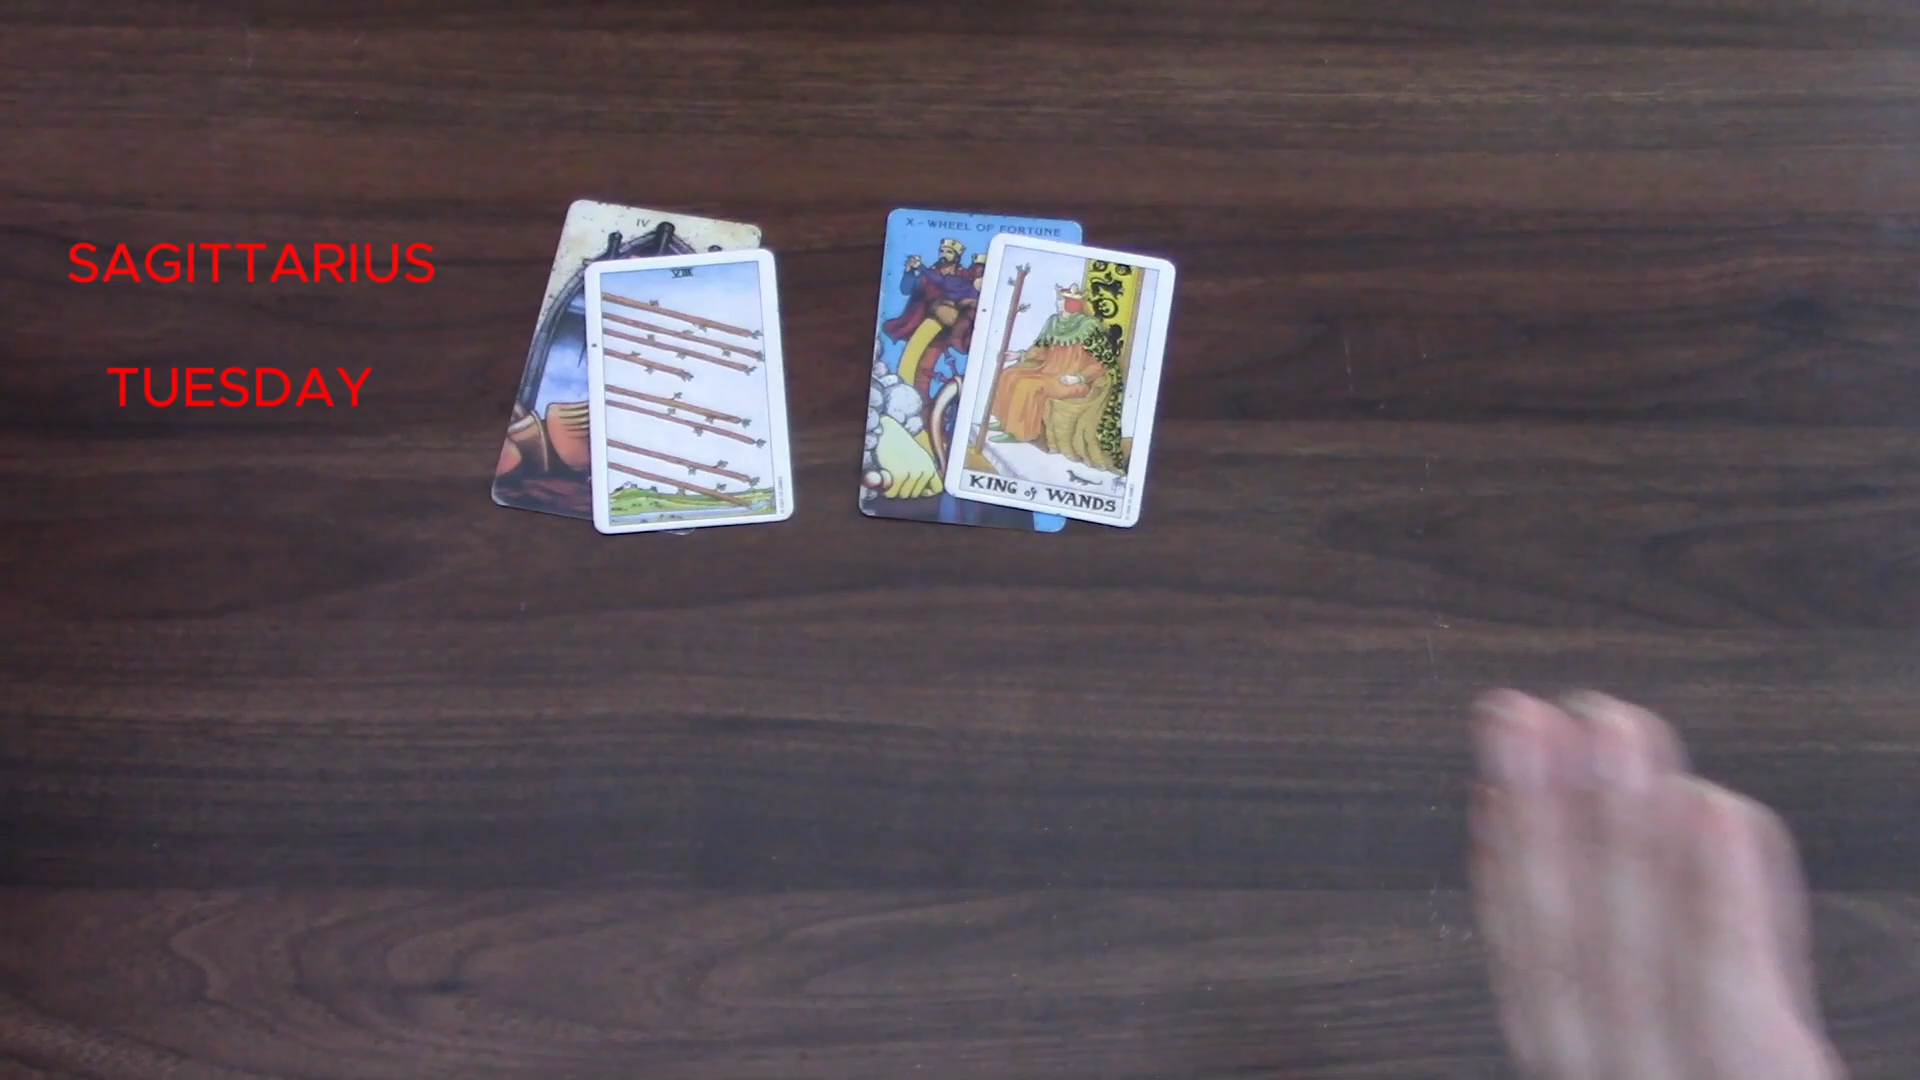 SAGITTARIUS
TUESDAY
IV
VIII
X - WHEEL OF FORTUNE
KING of WANDS